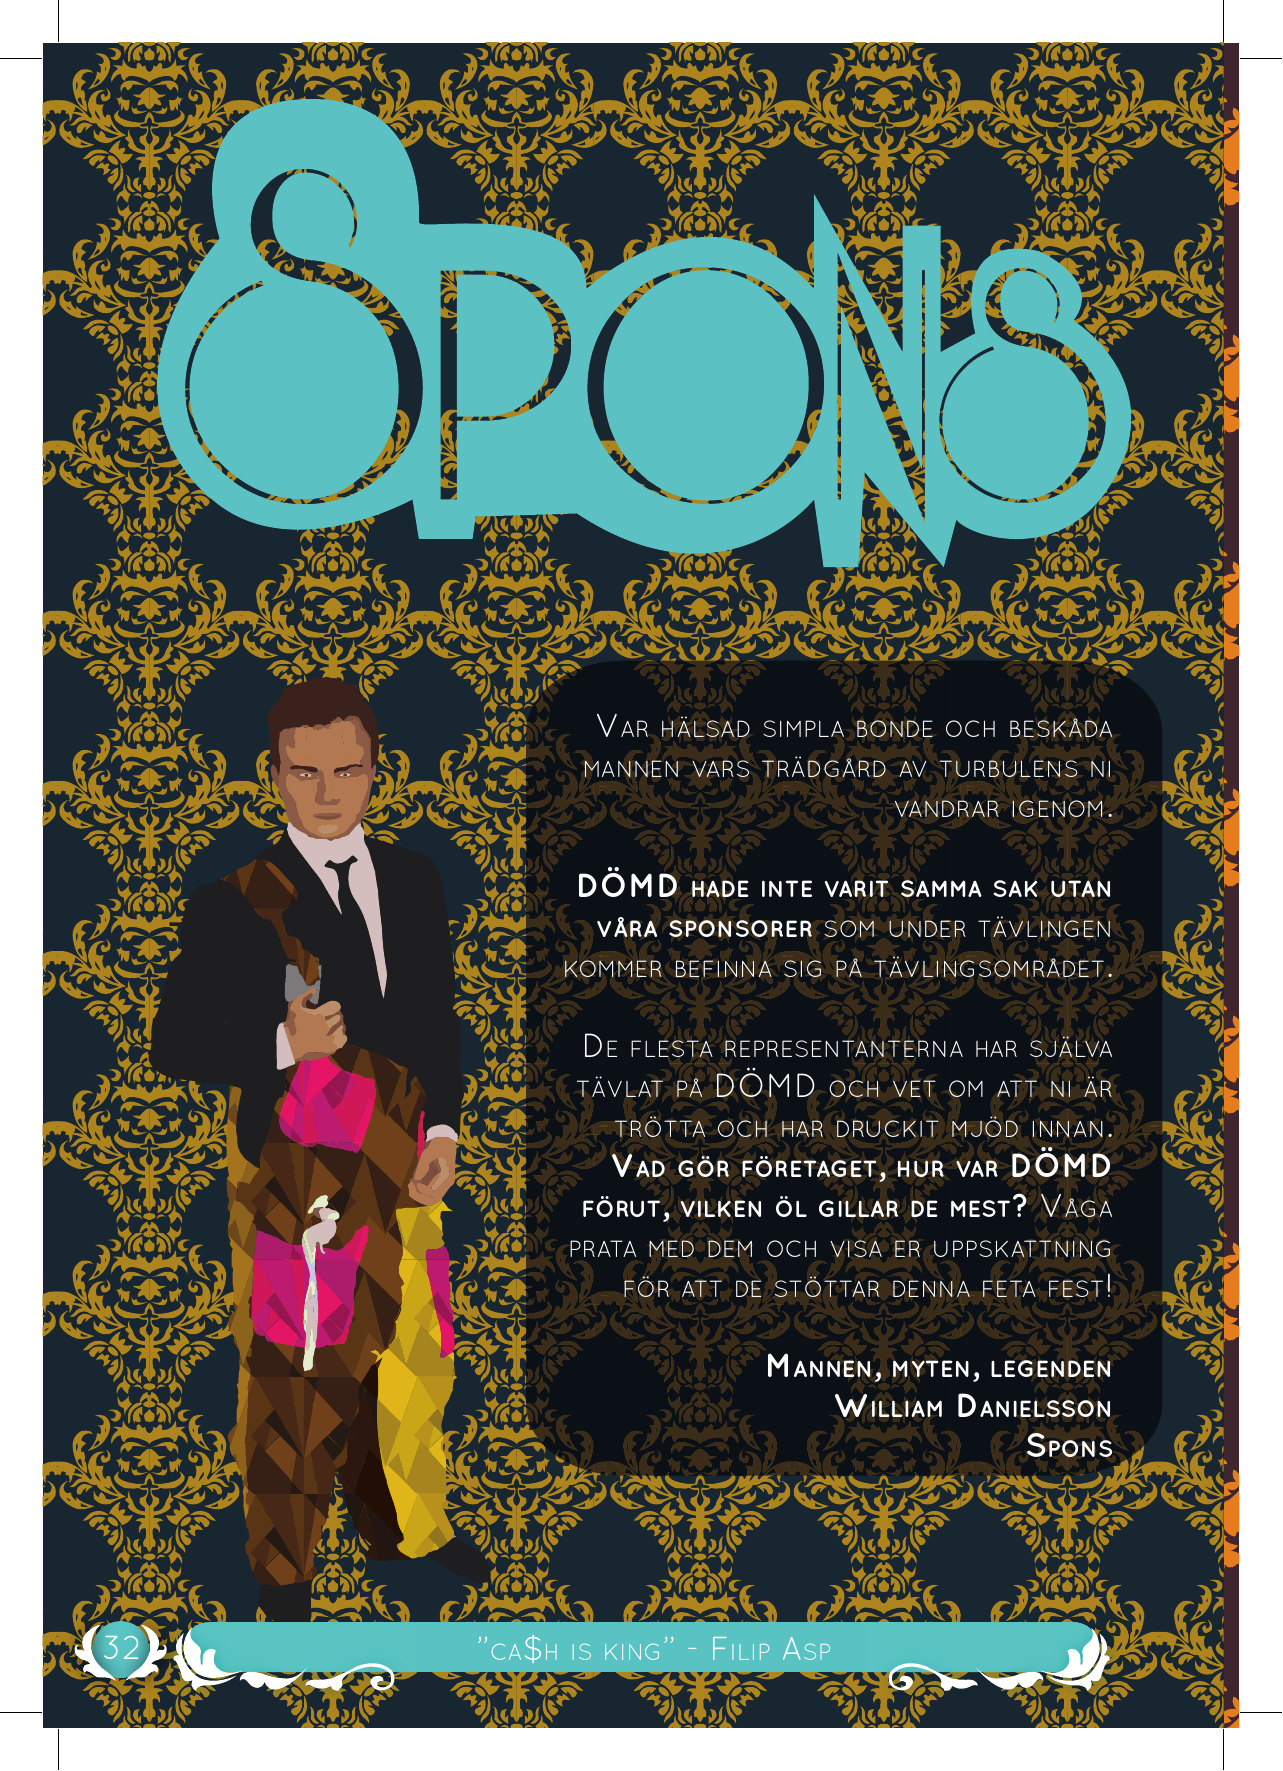 Spons
Var hälsad simpla bonde och beskåda
mannen vars trädgård av turbulens ni
vandrar igenom.
DÖMD hade inte varit samma sak utan
våra sponsorer som under tävlingen
kommer befinna sig på tävlingsområdet.
De flesta representanterna har själva
tävlat på DÖMD och vet om att ni är
trötta och har druckit mjöd innan.
Vad gör företaget, hur var DÖMD
förut, vilken öl gillar de mest? Våga
prata med dem och visa er uppskattning
för att de stöttar denna feta fest!
Mannen, myten, legenden
William Danielsson
Spons
32
"ca$h is king" - Filip Asp